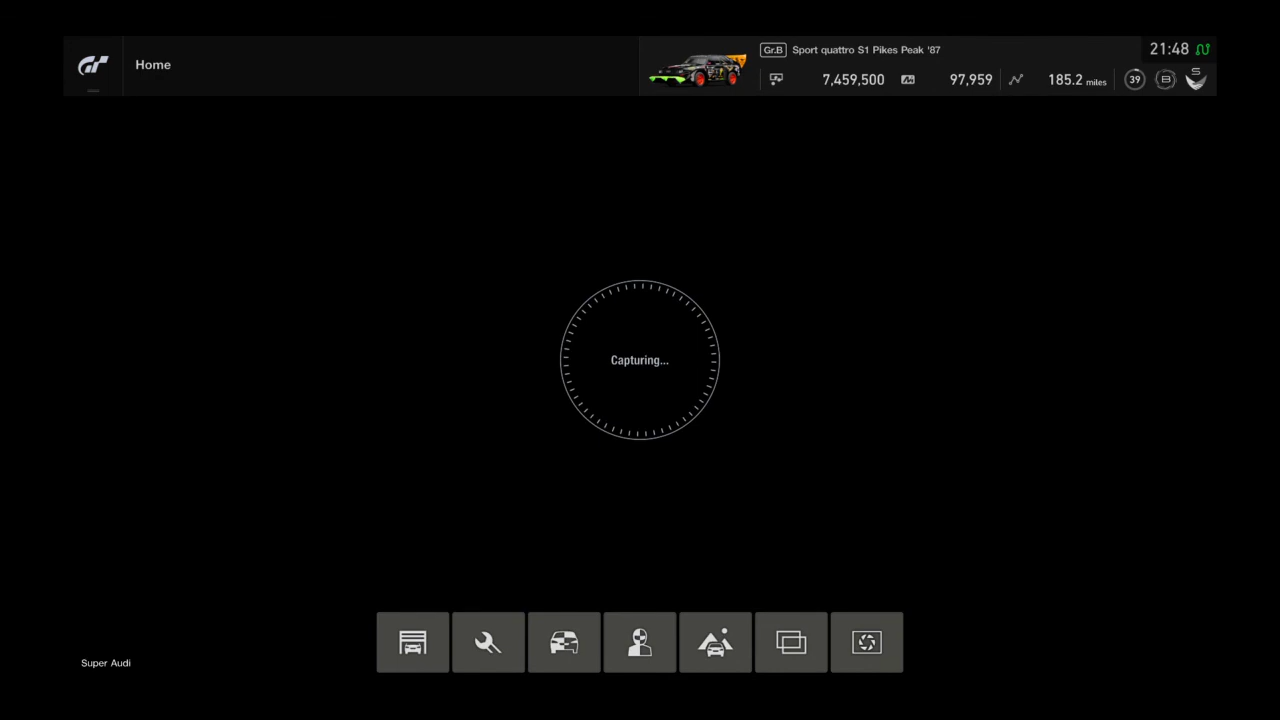 Home
Gr.B Sport quattro S1 Pikes Peak '87
21:48
7,459,500 97,959 185.2 miles 39 B S
Capturing...
Super Audi